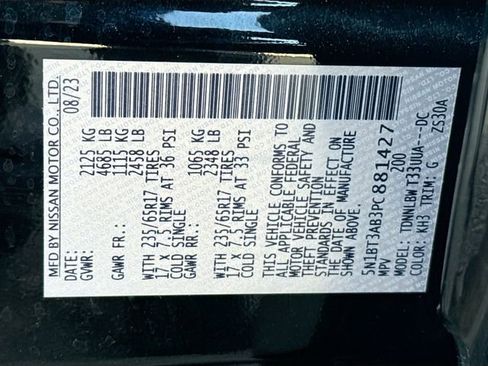 MFD BY NISSAN MOTOR CO., LTD.
DATE: 08/23
GVWR: 2125 KG
4685 LB
GAWR FR.: 1115 KG
2458 LB
WITH 235/65R17 TIRES
17 X 7.5 RIMS AT 36 PSI
COLD SINGLE
GAWR RR.: 1065 KG
2348 LB
WITH 235/65R17 TIRES
17 X 7.5 RIMS AT 33 PSI
COLD SINGLE
THIS VEHICLE CONFORMS TO
ALL APPLICABLE FEDERAL
MOTOR VEHICLE SAFETY AND
THEFT PREVENTION
STANDARDS IN EFFECT ON
THE DATE OF MANUFACTURE
SHOWN ABOVE.
5N1BT3AB3PC881427
MPV Z00
MODEL: TDNNLBW T33UUA---DC
COLOR: KH3 TRIM: G ZS30A